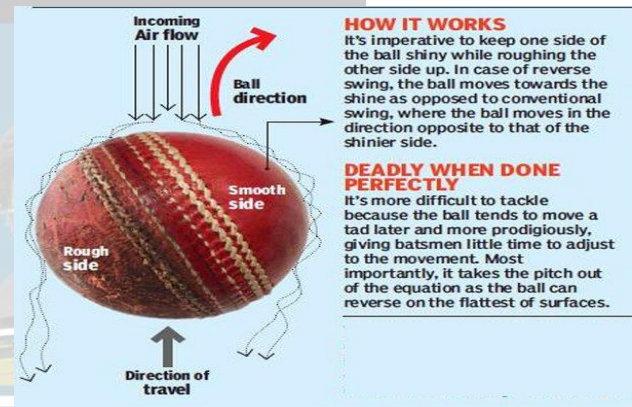 Incoming
Air flow
Ball
direction
Smooth
side
Rough
side
Direction of
travel
HOW IT WORKS
It's imperative to keep one side of
the ball shiny while roughing the
other side up. In case of reverse
swing, the ball moves towards the
shine as opposed to conventional
swing, where the ball moves in the
direction opposite to that of the
shinier side.
DEADLY WHEN DONE
PERFECTLY
It's more difficult to tackle
because the ball tends to move a
tad later and more prodigiously,
giving batsmen little time to adjust
to the movement. Most
importantly, it takes the pitch out
of the equation as the ball can
reverse on the flattest of surfaces.